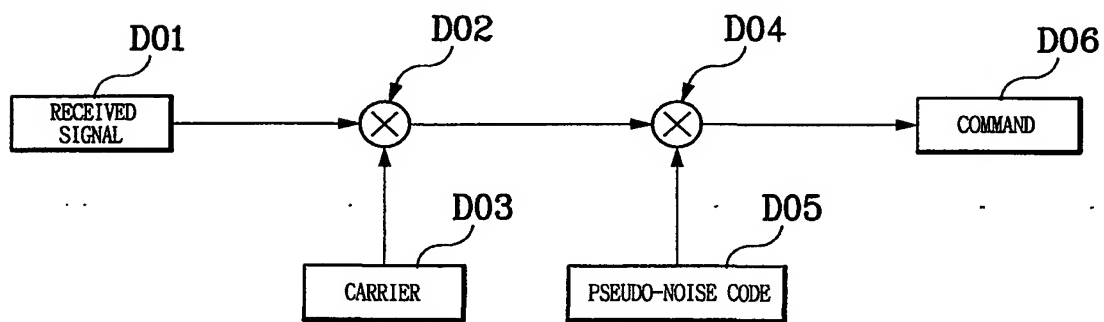 D01
D02
D04
D06
RECEIVED
SIGNAL
COMMAND
D03
D05
CARRIER
PSEUDO-NOISE CODE